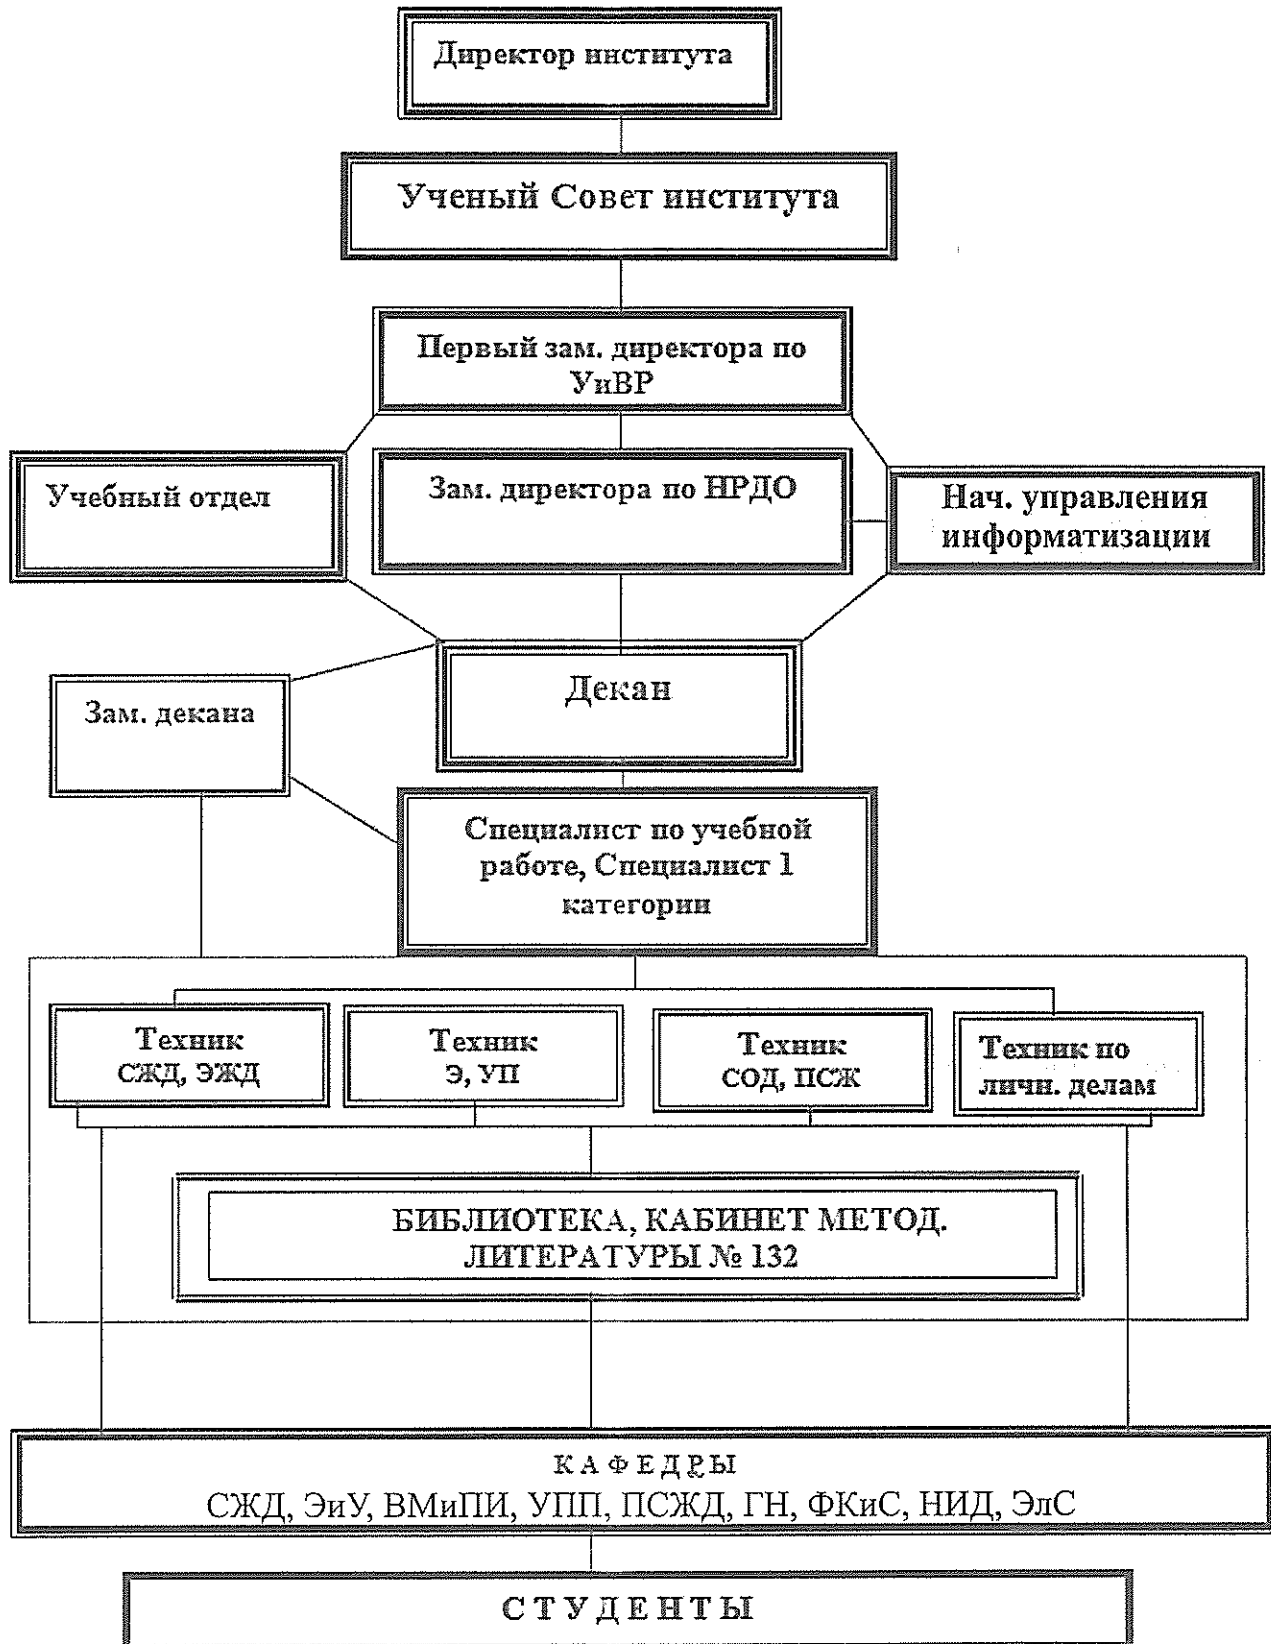 Директор института
Ученый Совет института
Первый зам. директора по
УиВР
Учебный отдел
Зам. директора по НРДО
Нач. управления
информатизации
Зам. декана
Декан
Специалист по учебной
работе, Специалист 1
категории
Техник
СЖД, ЭЖД
Техник
Э, УП
Техник
СОД, ПСЖ
Техник по
личн. делам
БИБЛИОТЕКА, КАБИНЕТ МЕТОД.
ЛИТЕРАТУРЫ № 132
КАФЕДРЫ
СЖД, ЭиУ, ВМиПИ, УПП, ПСЖД, ГН, ФКиС, НИД, ЭлС
СТУДЕНТЫ